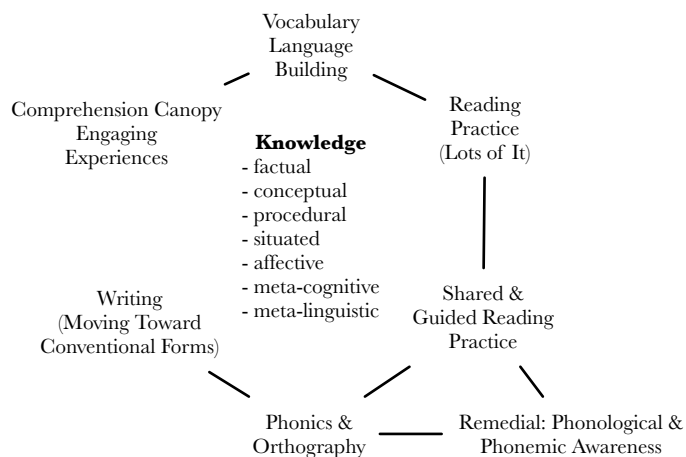 Vocabulary
Language
Building
Comprehension Canopy
Engaging
Experiences
Reading
Practice
(Lots of It)
Knowledge
- factual
- conceptual
- procedural
- situated
- affective
- meta-cognitive
- meta-linguistic
Writing
(Moving Toward
Conventional Forms)
Shared &
Guided Reading
Practice
Phonics &
Orthography
Remedial: Phonological &
Phonemic Awareness